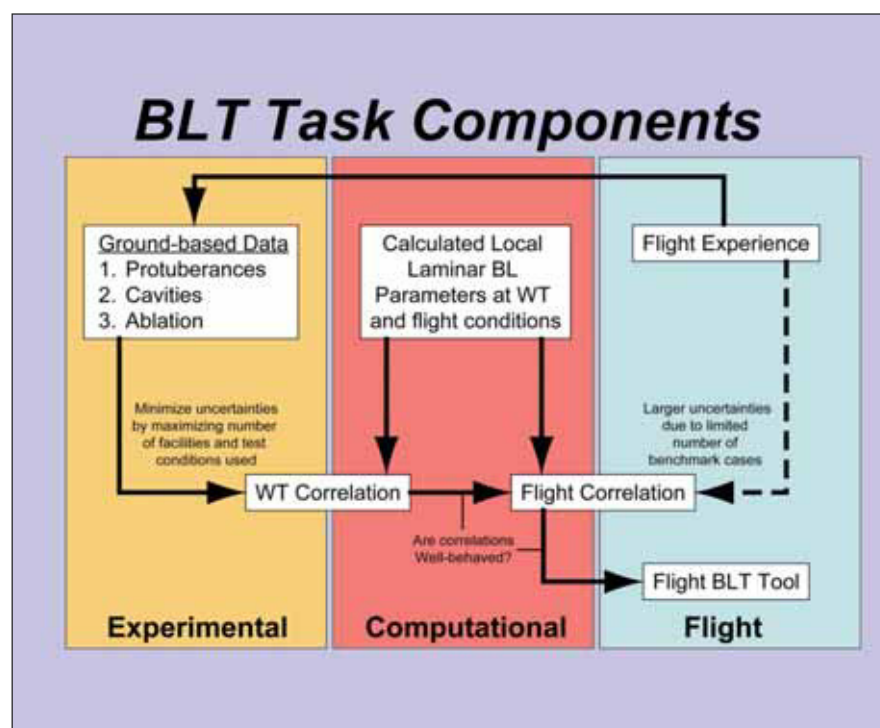 BLT Task Components
Ground-based Data
1. Protuberances
2. Cavities
3. Ablation
Calculated Local
Laminar BL
Parameters at WT
and flight conditions
Flight Experience
Minimize uncertainties
by maximizing number
of facilities and test
conditions used
Larger uncertainties
due to limited
number of
benchmark cases
WT Correlation
Flight Correlation
Are correlations
Well-behaved?
Flight BLT Tool
Experimental
Computational
Flight